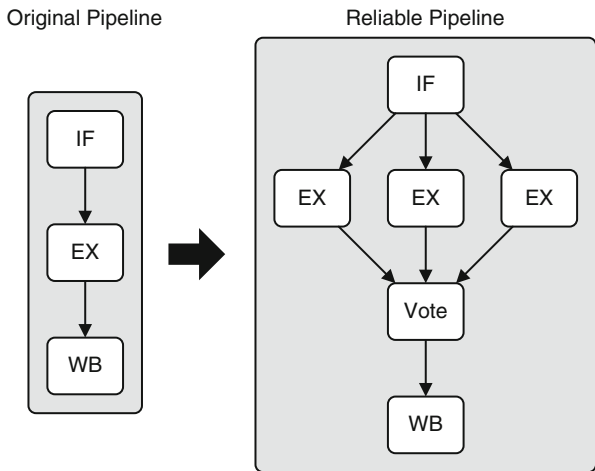 Original Pipeline
Reliable Pipeline
IF
EX
WB
IF
EX
EX
EX
Vote
WB